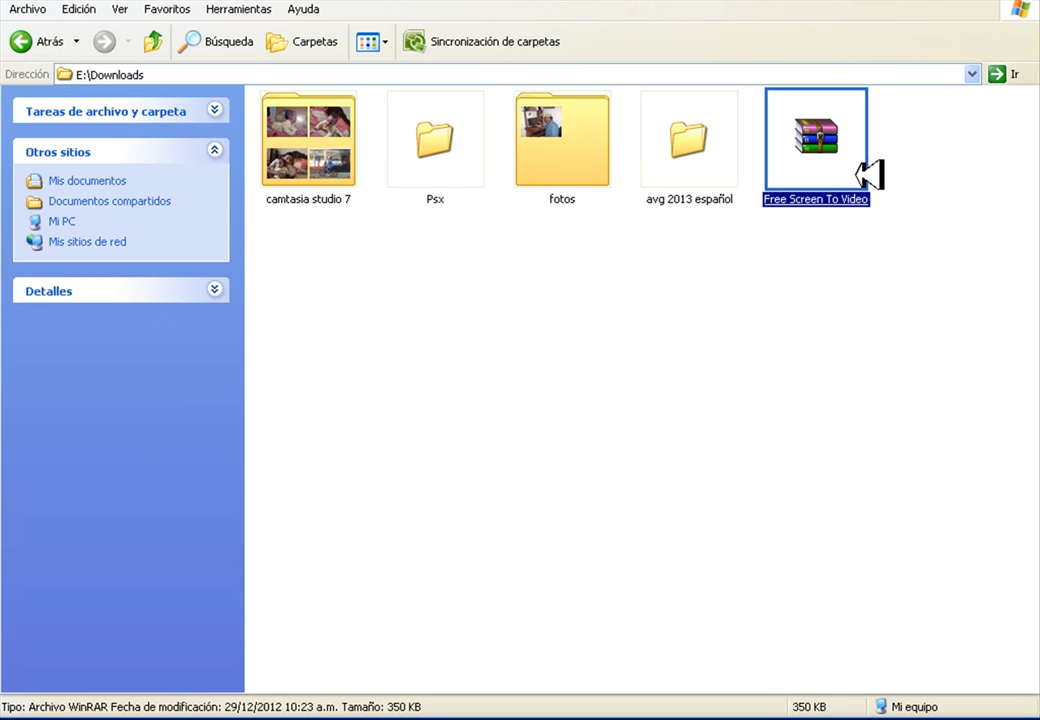 Archivo Edición Ver Favoritos Herramientas Ayuda
Atrás Búsqueda Carpetas Sincronización de carpetas
Dirección E:\Downloads Ir
Tareas de archivo y carpeta
Otros sitios
Mis documentos
Documentos compartidos
Mi PC
Mis sitios de red
Detalles
camtasia studio 7 Psx fotos avg 2013 español Free Screen To Video
Tipo: Archivo WinRAR Fecha de modificación: 29/12/2012 10:23 a.m. Tamaño: 350 KB 350 KB Mi equipo